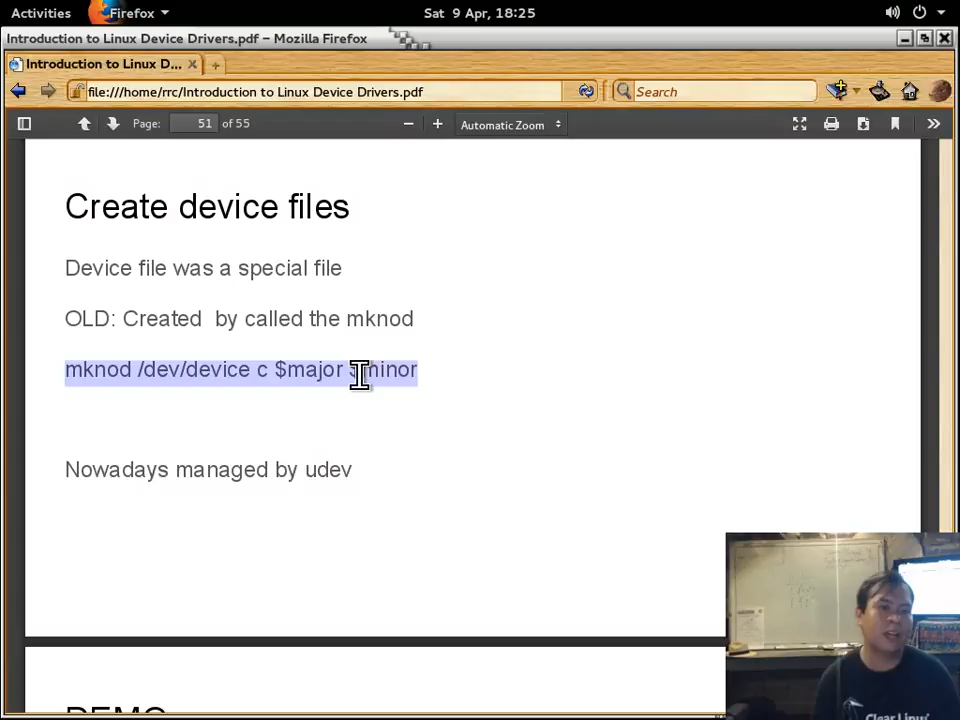 Activities Firefox Sat 9 Apr, 18:25
Introduction to Linux Device Drivers.pdf – Mozilla Firefox
Introduction to Linux D...
file:///home/rrc/Introduction to Linux Device Drivers.pdf Search
Page: 51 of 55 Automatic Zoom
Create device files
Device file was a special file
OLD: Created by called the mknod
mknod /dev/device c $major $minor
Nowadays managed by udev
DEMO
Clear Linux